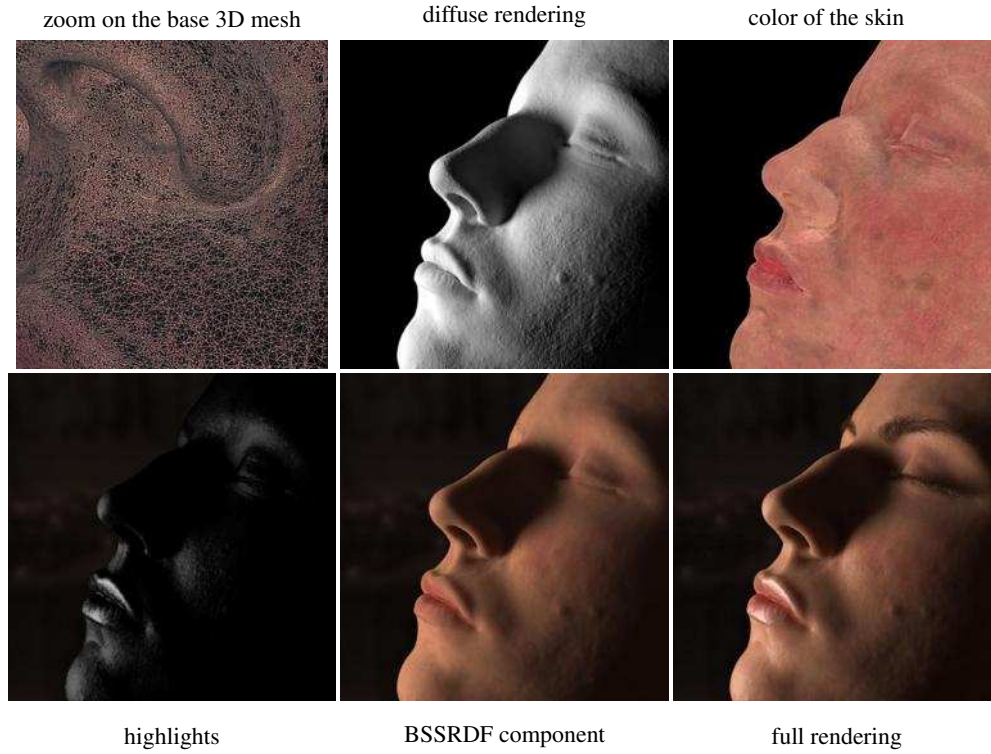 zoom on the base 3D mesh
diffuse rendering
color of the skin
highlights
BSSRDF component
full rendering